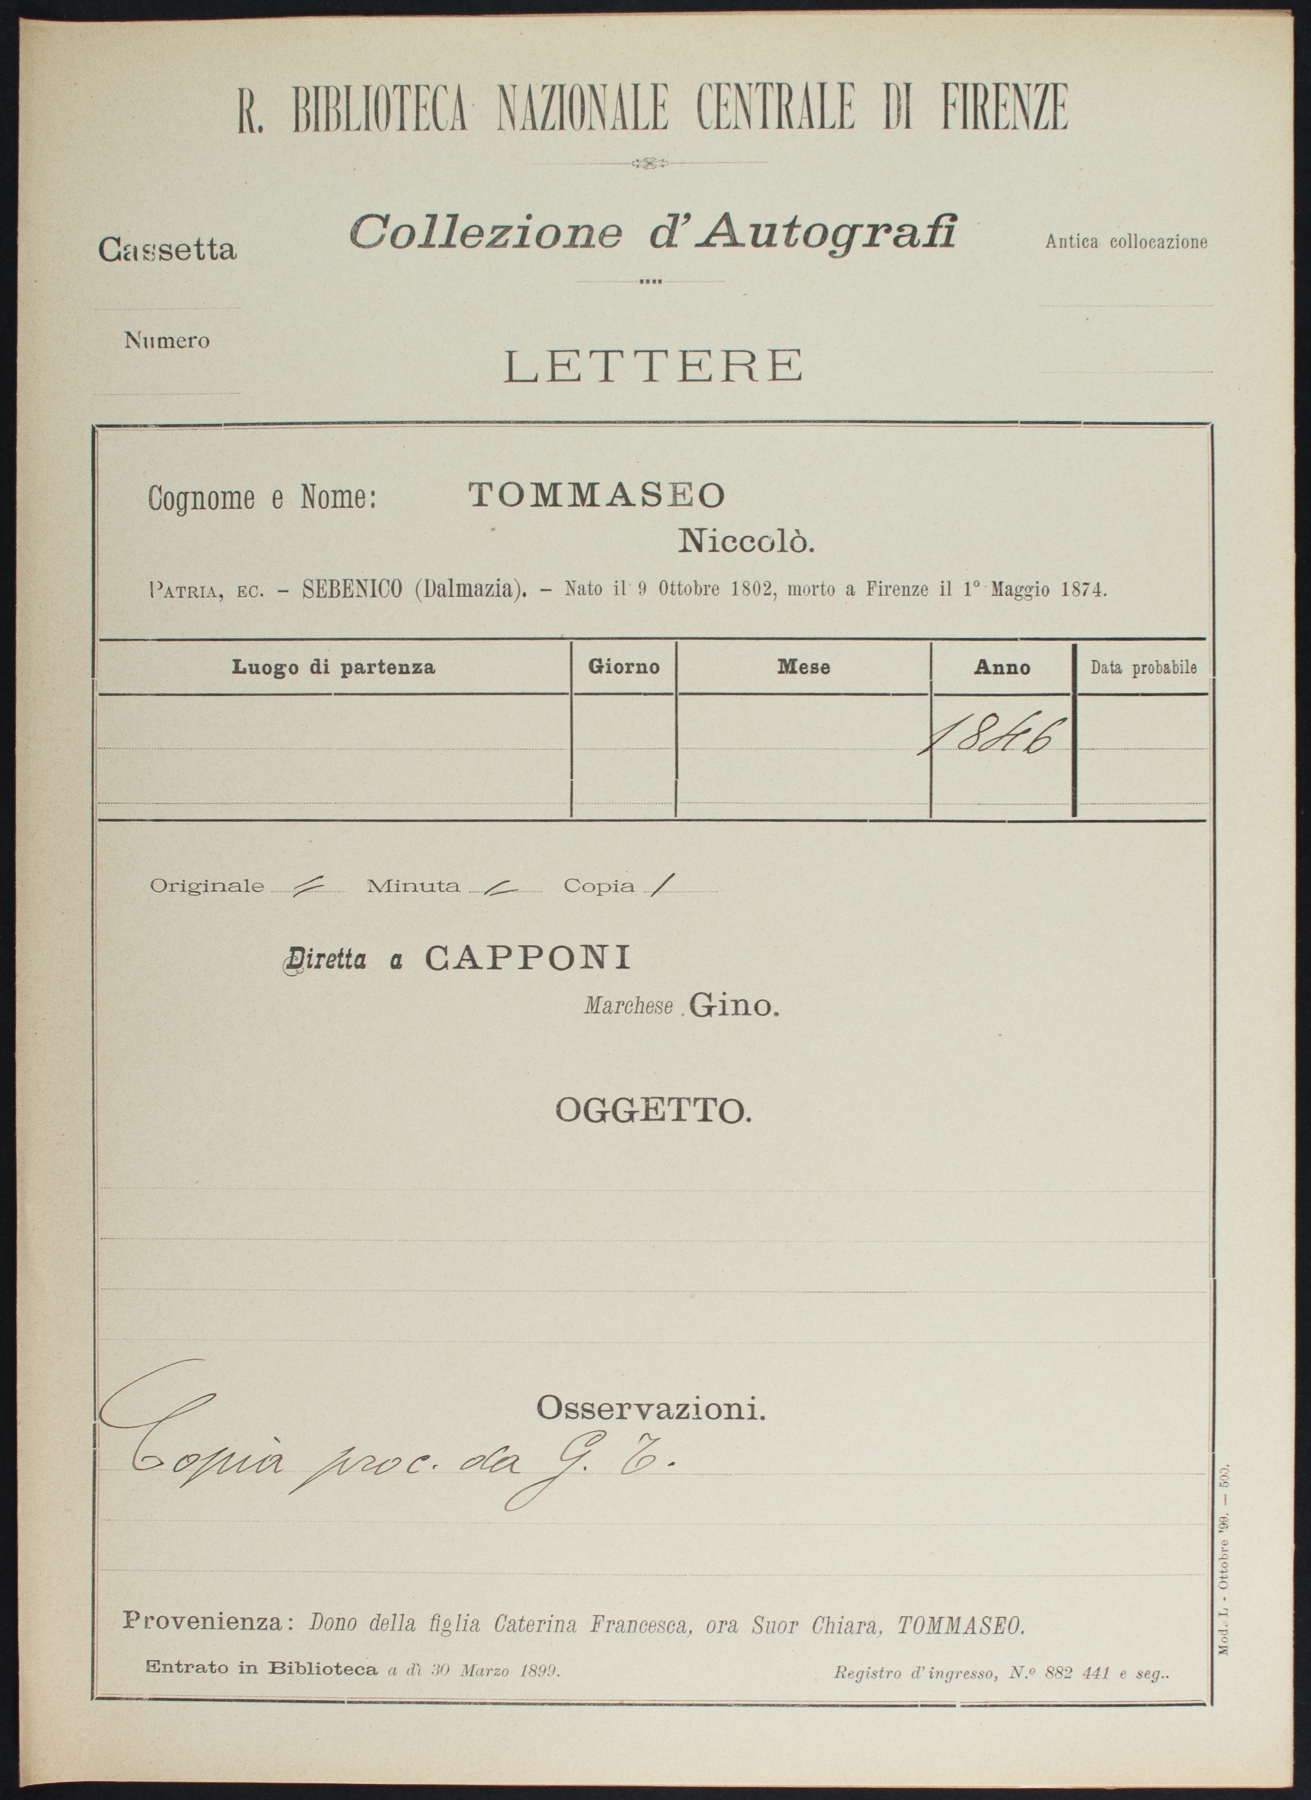 R. BIBLIOTECA NAZIONALE CENTRALE DI FIRENZE
Cassetta
Collezione d'Autografi
Antica collocazione
Numero
LETTERE
Cognome e Nome: TOMMASEO
Niccolò.
PATRIA, EC. – SEBENICO (Dalmazia). – Nato il 9 Ottobre 1802, morto a Firenze il 1° Maggio 1874.
Luogo di partenza Giorno Mese Anno Data probabile
1846
Originale Minuta Copia /
Diretta a CAPPONI
Marchese Gino.
OGGETTO.
Osservazioni.
Copia proc. da G. T.
Provenienza: Dono della figlia Caterina Francesca, ora Suor Chiara, TOMMASEO.
Entrato in Biblioteca a dì 30 Marzo 1899.
Registro d'ingresso, N.º 882 441 e seg..
Mod. L - Ottobre '99. — 500.